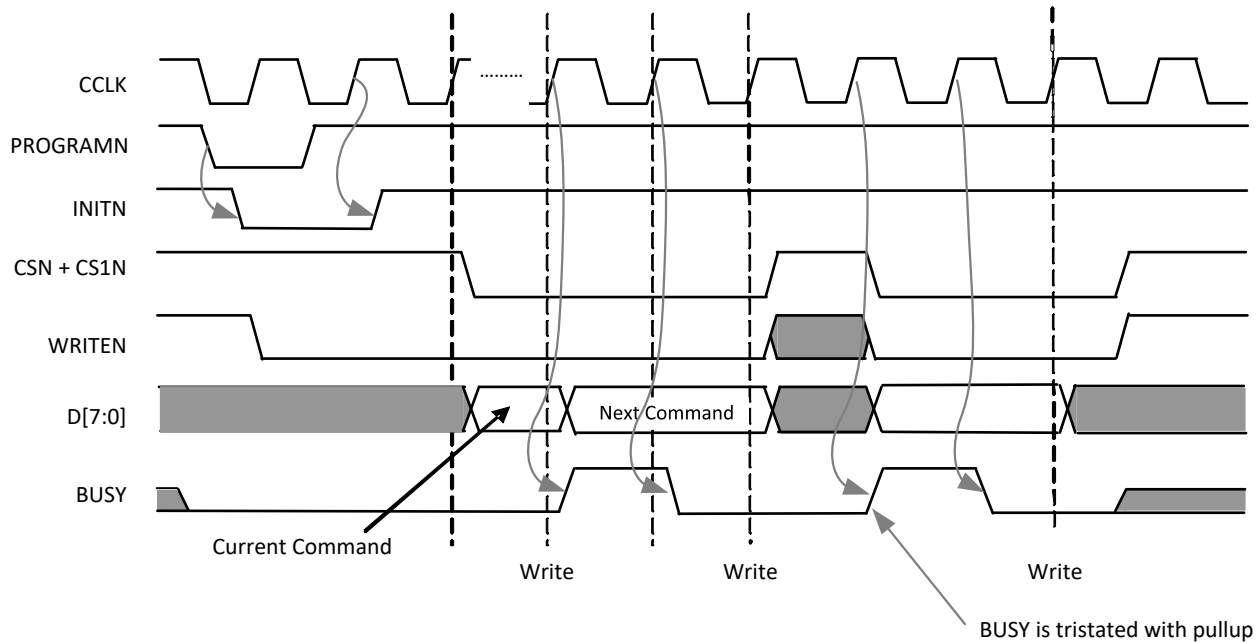 CCLK
.........
PROGRAMN
INITN
CSN + CS1N
WRITEN
D[7:0]
Next Command
BUSY
Current Command
Write
Write
Write
BUSY is tristated with pullup